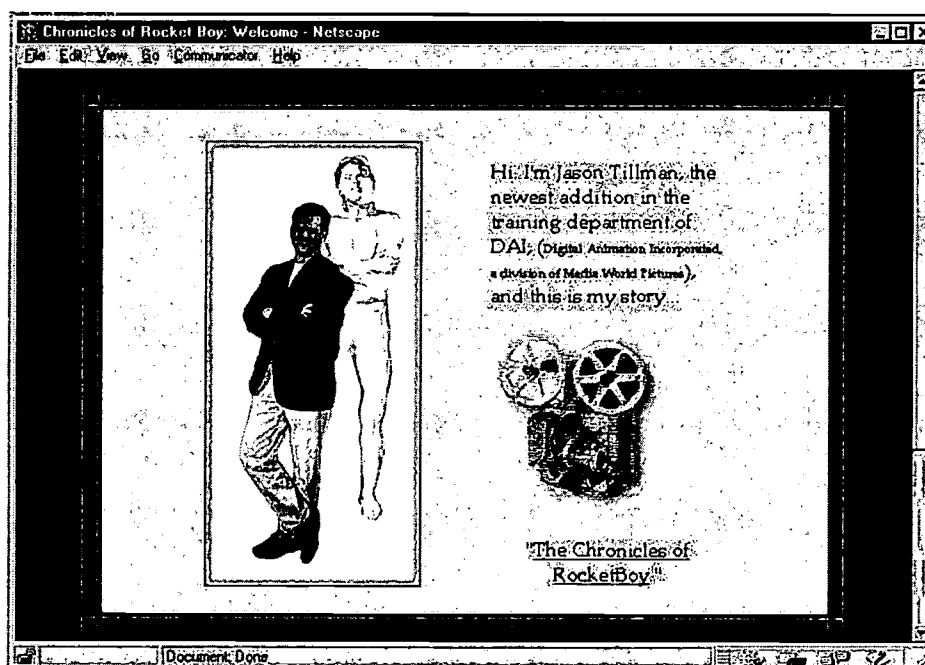 Chronicles of Rocket Boy: Welcome - Netscape
File Edit View Go Communicator Help
Hi. I'm Jason Tillman, the
newest addition in the
training department of
DAI, (Digital Animation Incorporated,
a division of Media World Pictures),
and this is my story...
"The Chronicles of
RocketBoy"
Document: Done